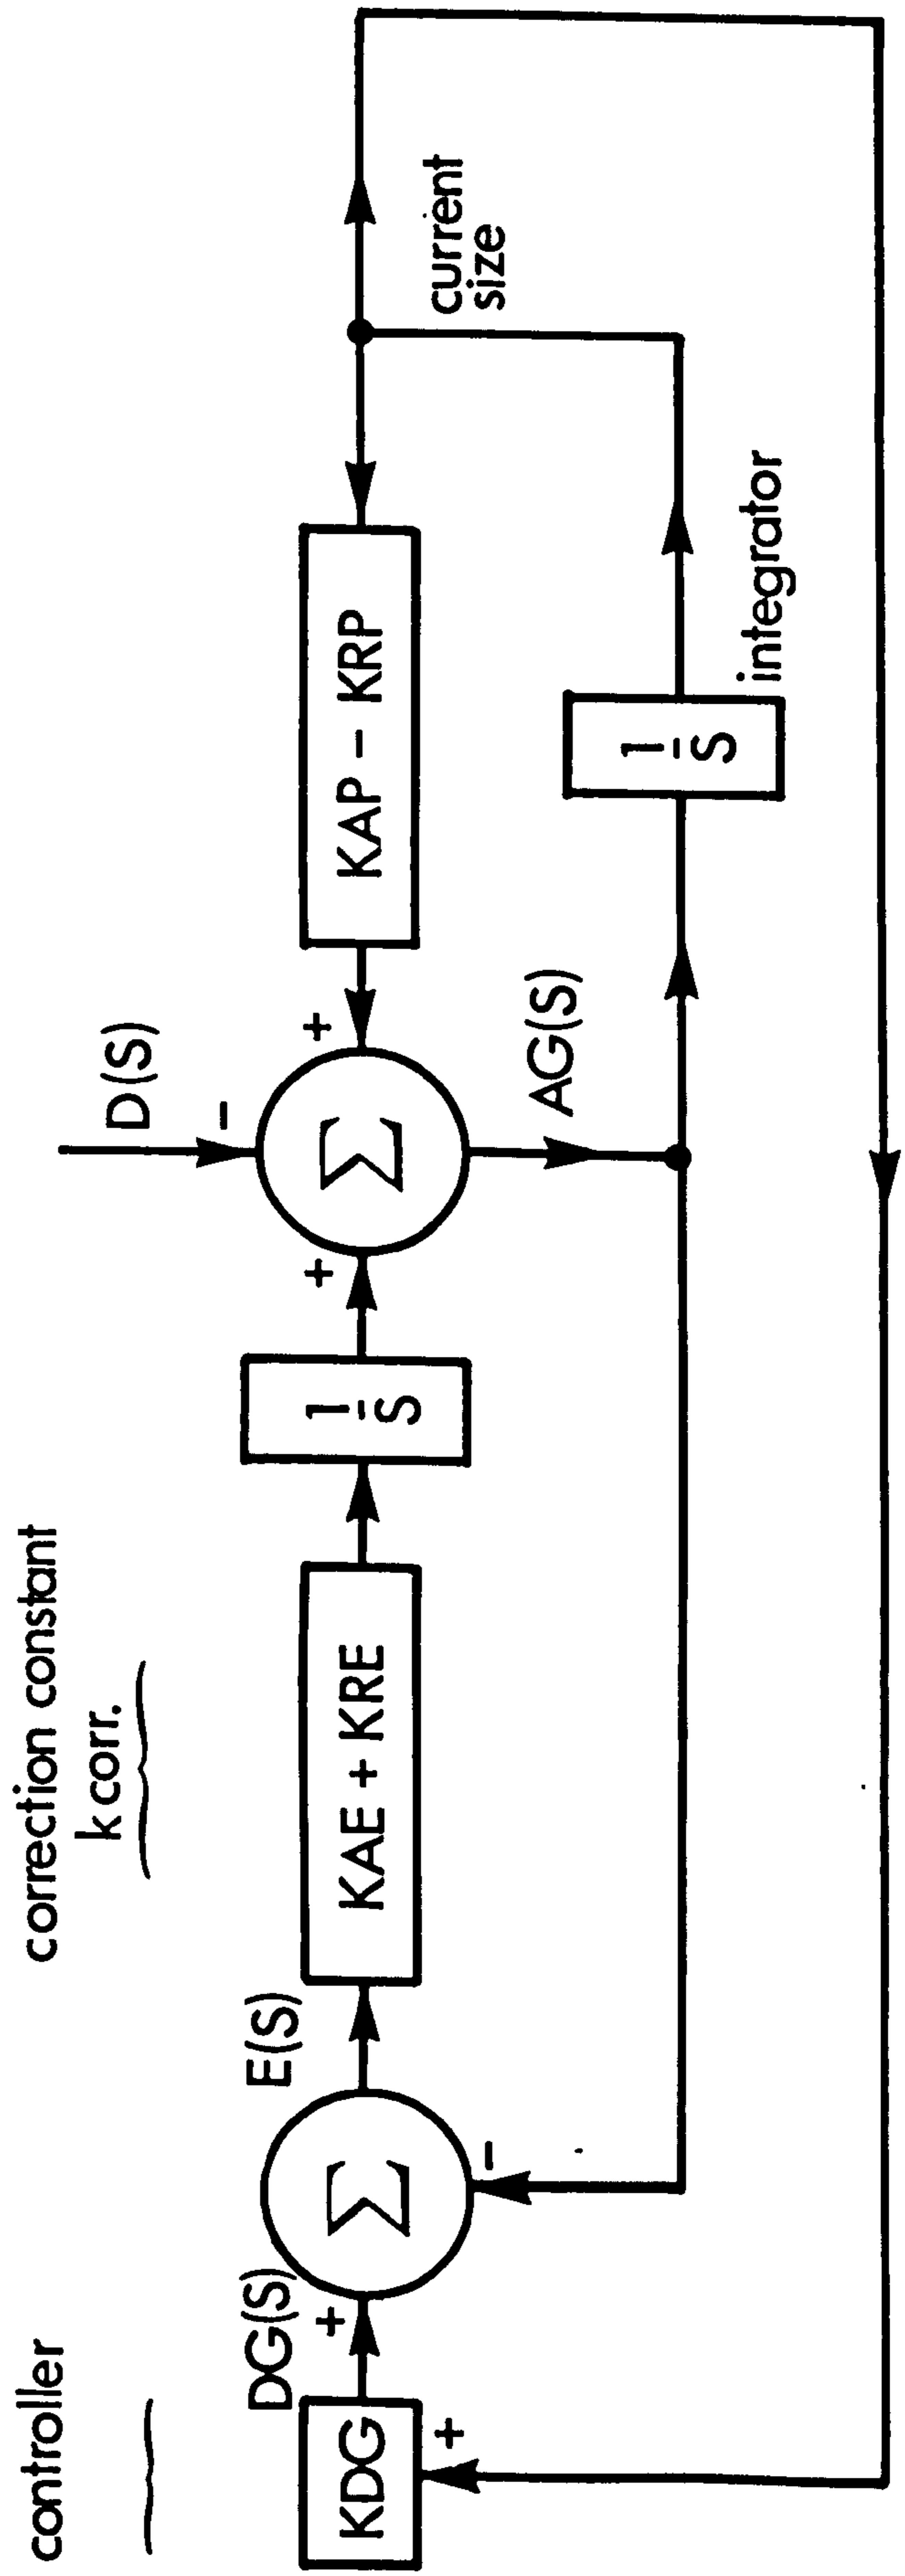 controller
correction constant
k corr.
KDG
+
DG(S)
+
Σ
−
E(S)
KAE + KRE
1
S
+
Σ
D(S)
−
+
AG(S)
KAP − KRP
1
S
integrator
current
size